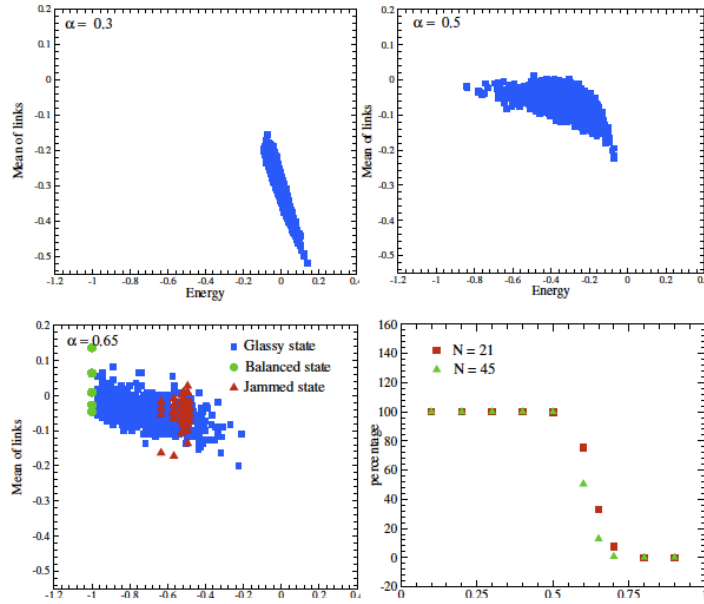 α = 0.3
Mean of links
0.2
0.1
0
-0.1
-0.2
-0.3
-0.4
-0.5
-1.2 -1 -0.8 -0.6 -0.4 -0.2 0 0.2
Energy
α = 0.5
Mean of links
0.2
0.1
0
-0.1
-0.2
-0.3
-0.4
-0.5
-1.2 -1 -0.8 -0.6 -0.4 -0.2 0 0.2
Energy
α = 0.65
Glassy state
Balanced state
Jammed state
Mean of links
0.2
0.1
0
-0.1
-0.2
-0.3
-0.4
-0.5
-1.2 -1 -0.8 -0.6 -0.4 -0.2 0 0.2
N = 21
N = 45
percentage
160
140
120
100
80
60
40
20
0
-20
0 0.25 0.5 0.75